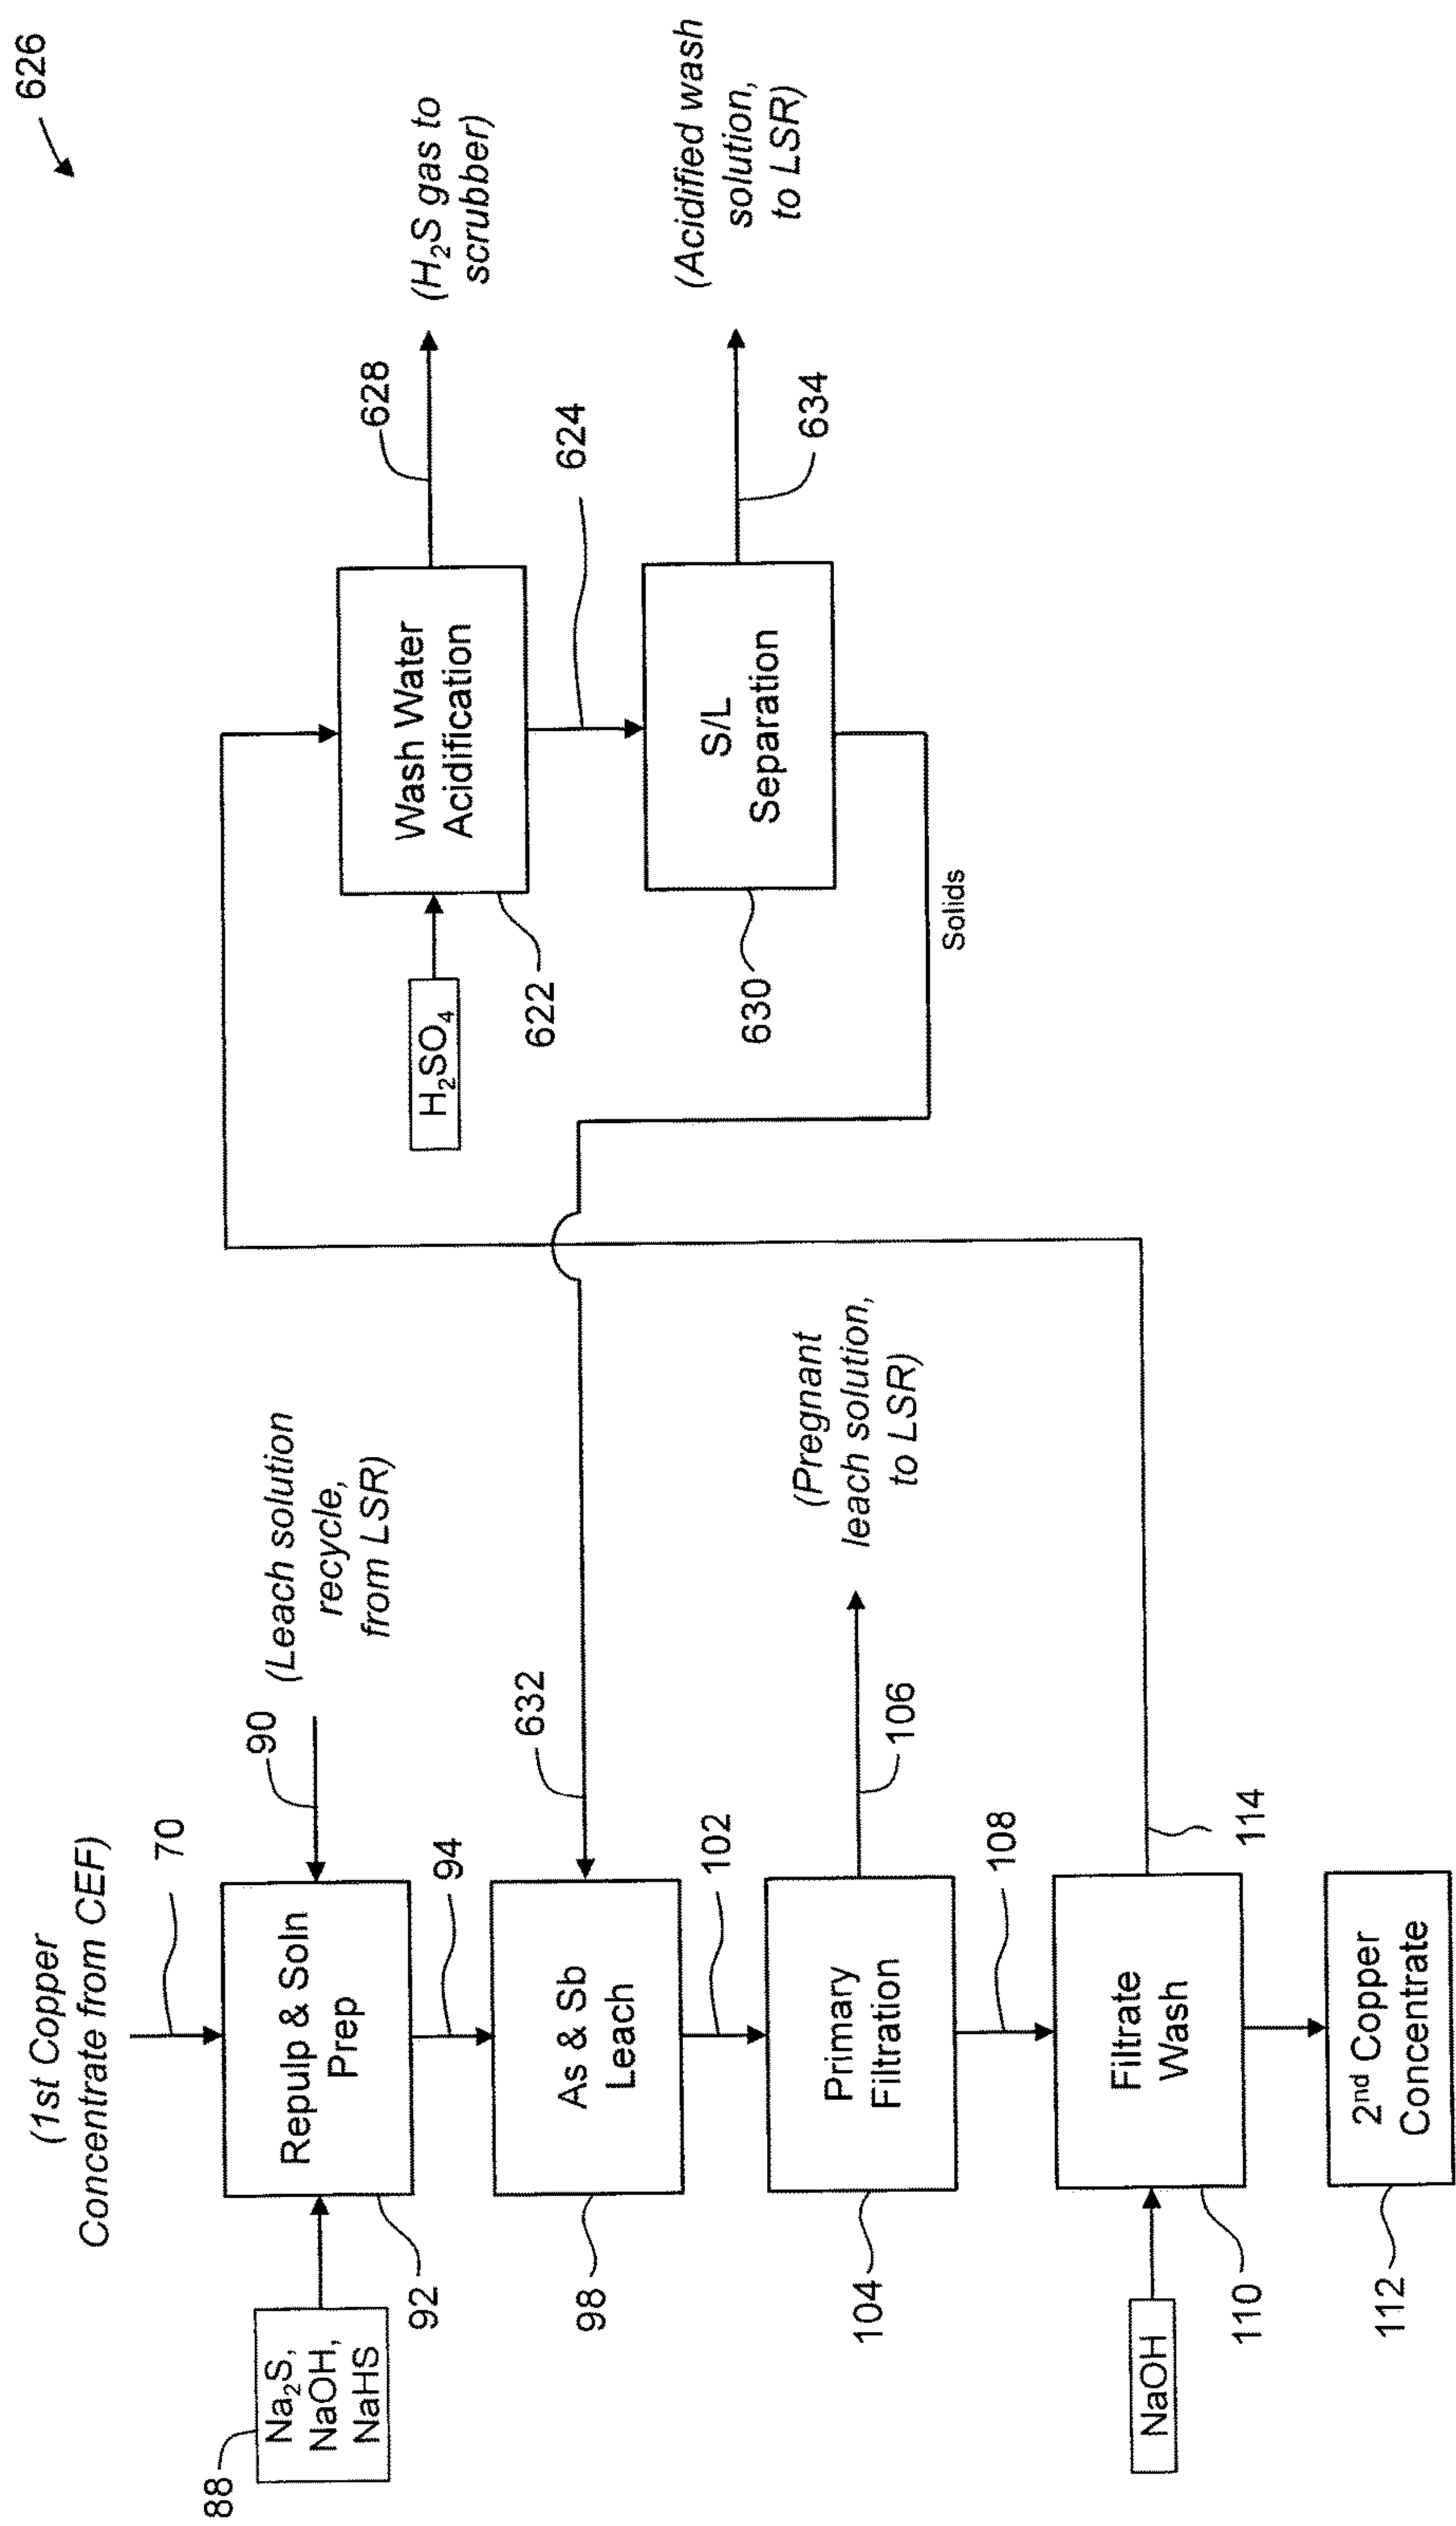 626
(1st Copper
Concentrate from CEF)
70
90
(Leach solution
recycle,
from LSR)
88
Na₂S,
NaOH,
NaHS
92
Repulp & Soln
Prep
94
632
98
As & Sb
Leach
102
104
Primary
Filtration
106
(Pregnant
leach solution,
to LSR)
108
NaOH
110
Filtrate
Wash
114
112
2nd Copper
Concentrate
H₂SO₄
622
Wash Water
Acidification
628
(H₂S gas to
scrubber)
624
630
S/L
Separation
634
(Acidified wash
solution,
to LSR)
Solids